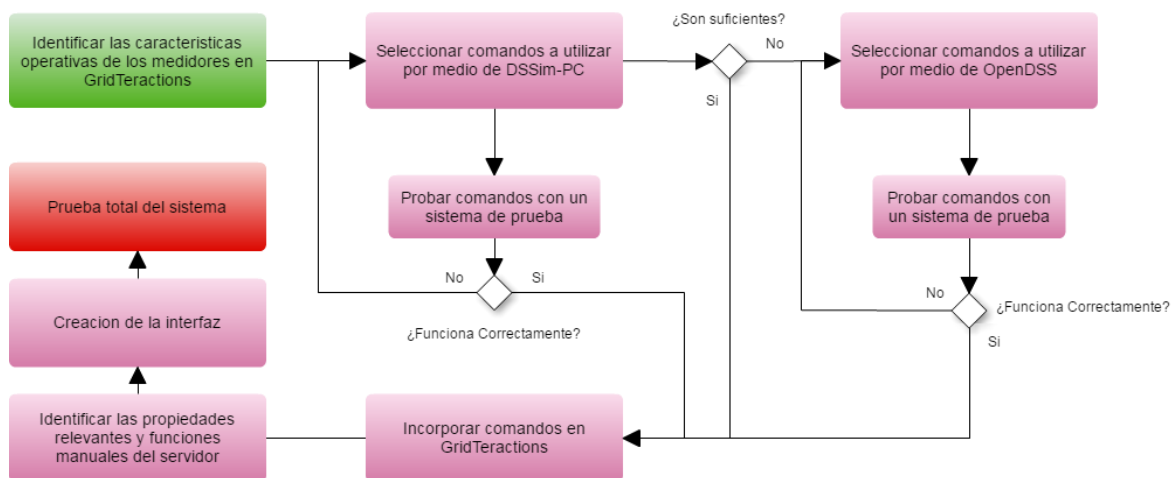 Identificar las caracteristicas
operativas de los medidores en
GridTeractions
Seleccionar comandos a utilizar
por medio de DSSim-PC
¿Son suficientes?
No
Si
Seleccionar comandos a utilizar
por medio de OpenDSS
Probar comandos con un
sistema de prueba
No
Si
¿Funciona Correctamente?
Probar comandos con
un sistema de prueba
No
¿Funciona Correctamente?
Si
Incorporar comandos en
GridTeractions
Identificar las propiedades
relevantes y funciones
manuales del servidor
Creacion de la interfaz
Prueba total del sistema